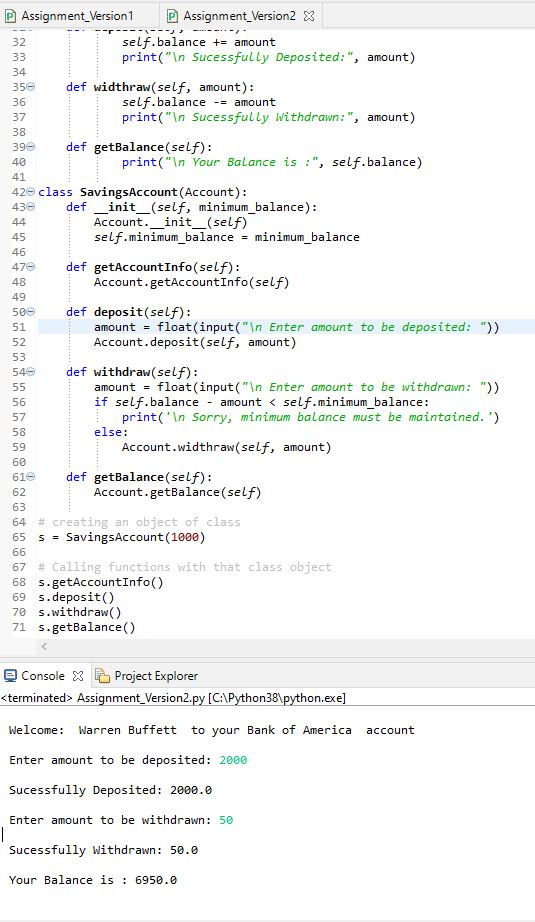 Assignment_Version1 Assignment_Version2
32 self.balance += amount
33 print("\n Sucessfully Deposited:", amount)
34
35 def widthraw(self, amount):
36 self.balance -= amount
37 print("\n Sucessfully Withdrawn:", amount)
38
39 def getBalance(self):
40 print("\n Your Balance is :", self.balance)
41
42 class SavingsAccount(Account):
43 def __init__(self, minimum_balance):
44 Account.__init__(self)
45 self.minimum_balance = minimum_balance
46
47 def getAccountInfo(self):
48 Account.getAccountInfo(self)
49
50 def deposit(self):
51 amount = float(input("\n Enter amount to be deposited: "))
52 Account.deposit(self, amount)
53
54 def withdraw(self):
55 amount = float(input("\n Enter amount to be withdrawn: "))
56 if self.balance - amount < self.minimum_balance:
57 print('\n Sorry, minimum balance must be maintained.')
58 else:
59 Account.widthraw(self, amount)
60
61 def getBalance(self):
62 Account.getBalance(self)
63
64 # creating an object of class
65 s = SavingsAccount(1000)
66
67 # Calling functions with that class object
68 s.getAccountInfo()
69 s.deposit()
70 s.withdraw()
71 s.getBalance()
Console Project Explorer
<terminated> Assignment_Version2.py [C:\Python38\python.exe]
Welcome: Warren Buffett to your Bank of America account
Enter amount to be deposited: 2000
Sucessfully Deposited: 2000.0
Enter amount to be withdrawn: 50
Sucessfully Withdrawn: 50.0
Your Balance is : 6950.0